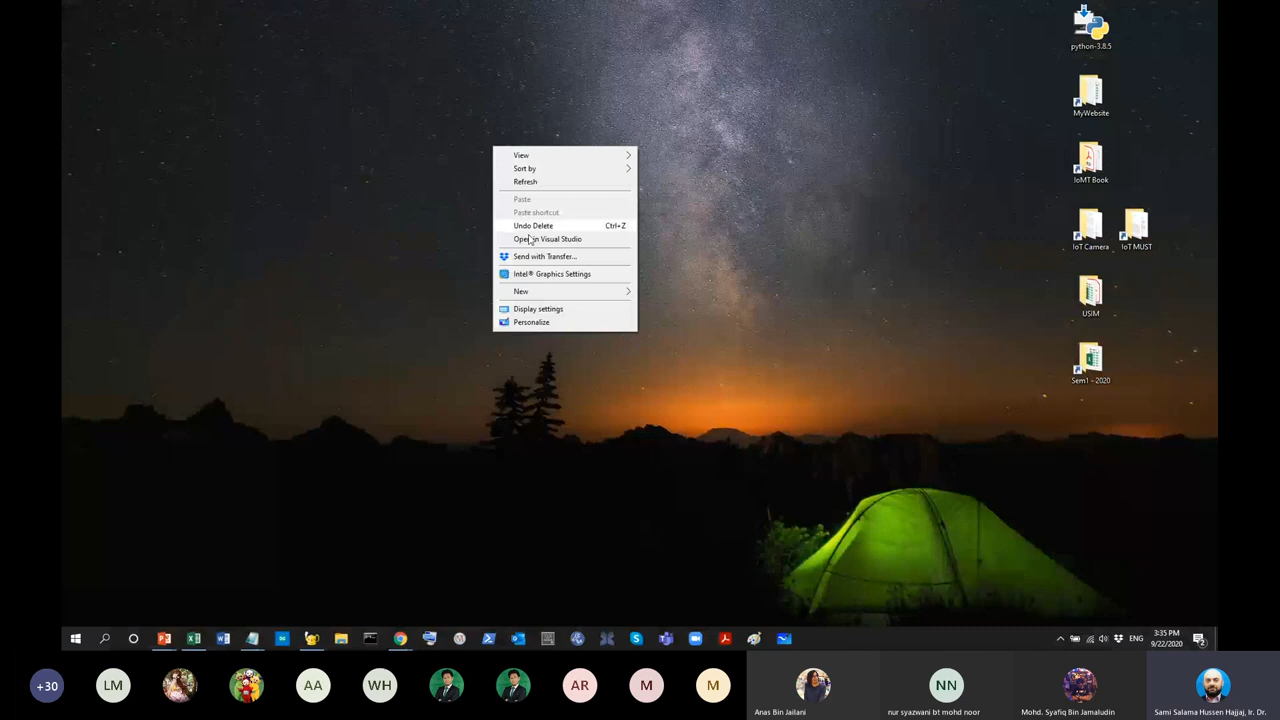 python-3.8.5
MyWebsite
IoMT Book
IoT Camera
IoT MUST
USIM
Sem1 - 2020
View
Sort by
Refresh
Paste
Paste shortcut
Undo Delete Ctrl+Z
Open in Visual Studio
Send with Transfer...
Intel® Graphics Settings
New
Display settings
Personalize
ENG
3:35 PM
9/22/2020
+30
LM
AA
WH
AR
M
M
Anas Bin Jailani
NN
nur syazwani bt mohd noor
Mohd. Syafiq Bin Jamaludin
Sami Salama Hussen Hajjaj, Ir. Dr.